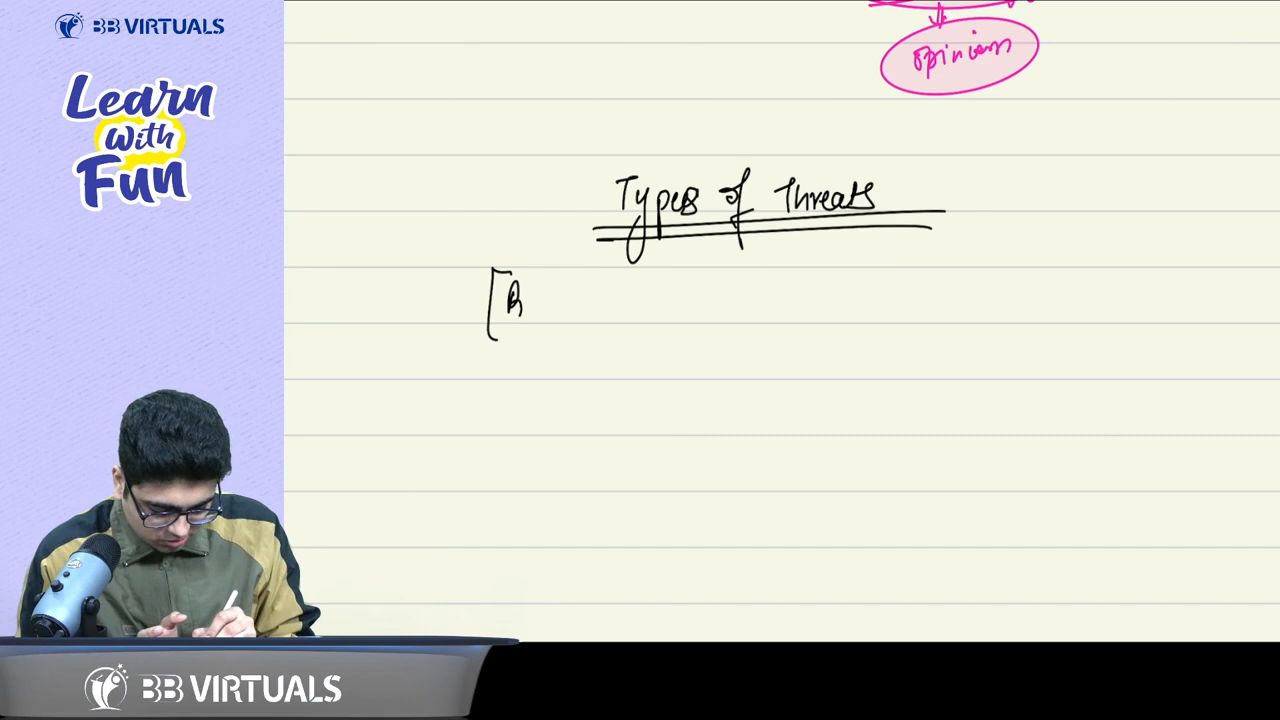 BB VIRTUALS
Learn
With
Fun
opinion
Types of threats
BB VIRTUALS